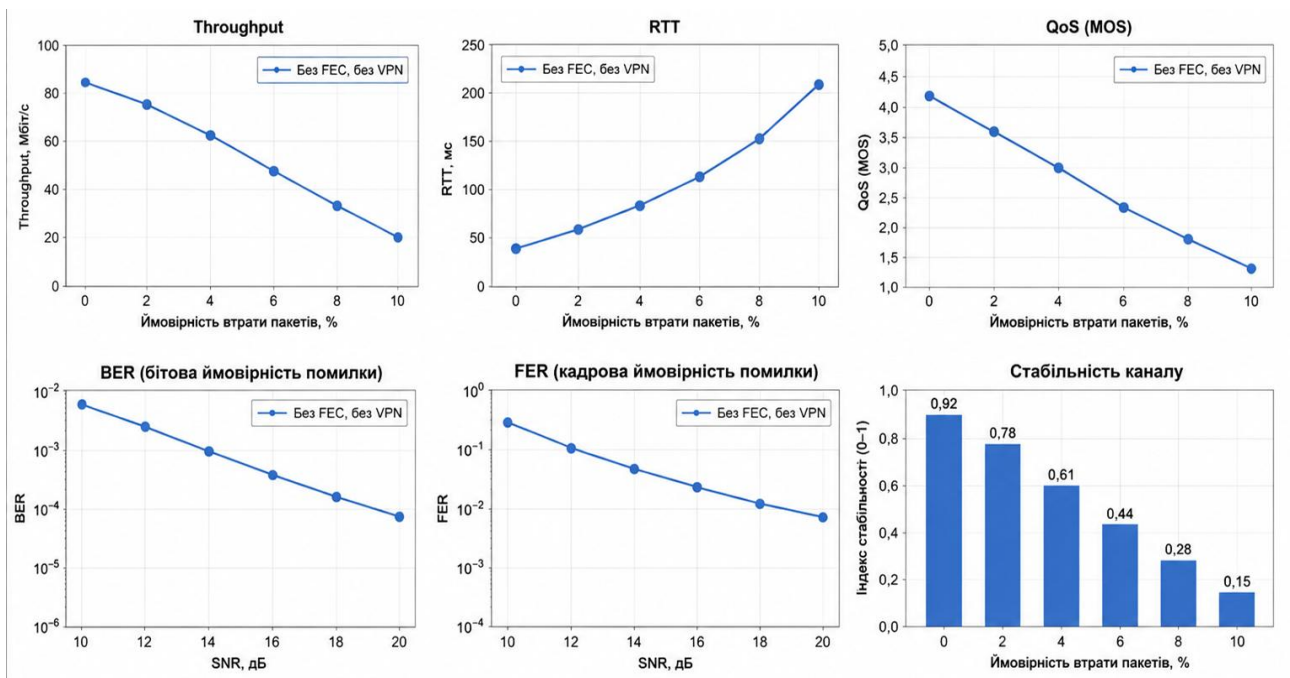 Throughput
Throughput, Мбіт/с
100
80
60
40
20
0
Без FEC, без VPN
0 2 4 6 8 10
Ймовірність втрати пакетів, %
RTT
RTT, мс
250
200
150
100
50
0
Без FEC, без VPN
0 2 4 6 8 10
Ймовірність втрати пакетів, %
QoS (MOS)
QoS (MOS)
5,0
4,5
4,0
3,5
3,0
2,5
2,0
1,5
1,0
Без FEC, без VPN
0 2 4 6 8 10
Ймовірність втрати пакетів, %
BER (бітова ймовірність помилки)
BER
10⁻²
10⁻³
10⁻⁴
10⁻⁵
10⁻⁶
Без FEC, без VPN
10 12 14 16 18 20
SNR, дБ
FER (кадрова ймовірність помилки)
FER
10⁰
10⁻¹
10⁻²
10⁻³
10⁻⁴
Без FEC, без VPN
10 12 14 16 18 20
SNR, дБ
Стабільність каналу
Індекс стабільності (0–1)
1,0
0,8
0,6
0,4
0,2
0,0
0,92
0,78
0,61
0,44
0,28
0,15
0 2 4 6 8 10
Ймовірність втрати пакетів, %